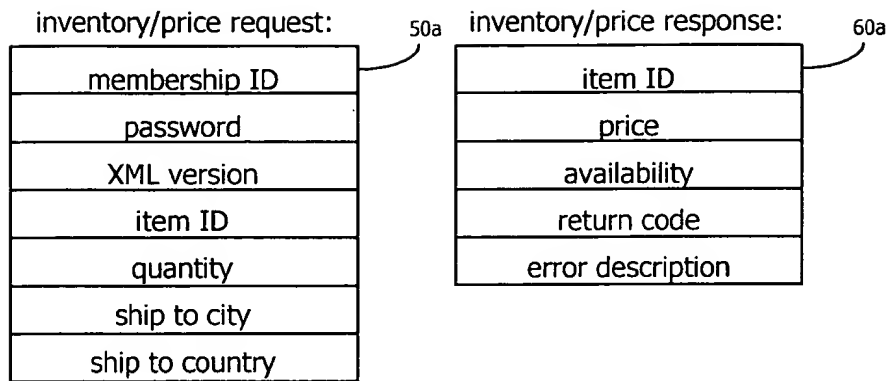 inventory/price request:
50a
membership ID
password
XML version
item ID
quantity
ship to city
ship to country
inventory/price response:
60a
item ID
price
availability
return code
error description